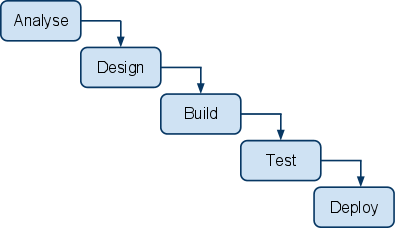 Analyse
Design
Build
Test
Deploy